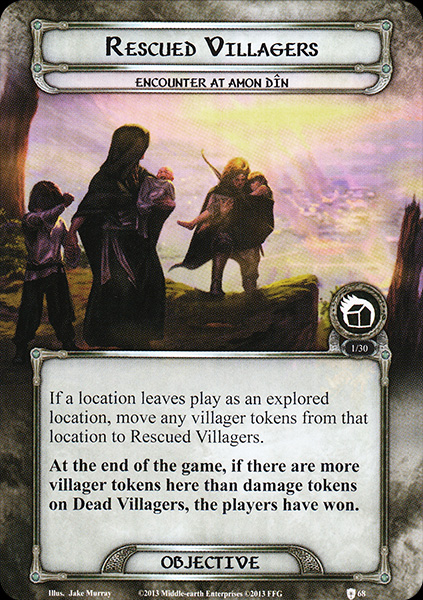 Rescued Villagers
Encounter at Amon Dîn
1/30
If a location leaves play as an explored
location, move any villager tokens from that
location to Rescued Villagers.
At the end of the game, if there are more
villager tokens here than damage tokens
on Dead Villagers, the players have won.
Objective
Illus. Jake Murray ©2013 Middle-earth Enterprises ©2013 FFG 68